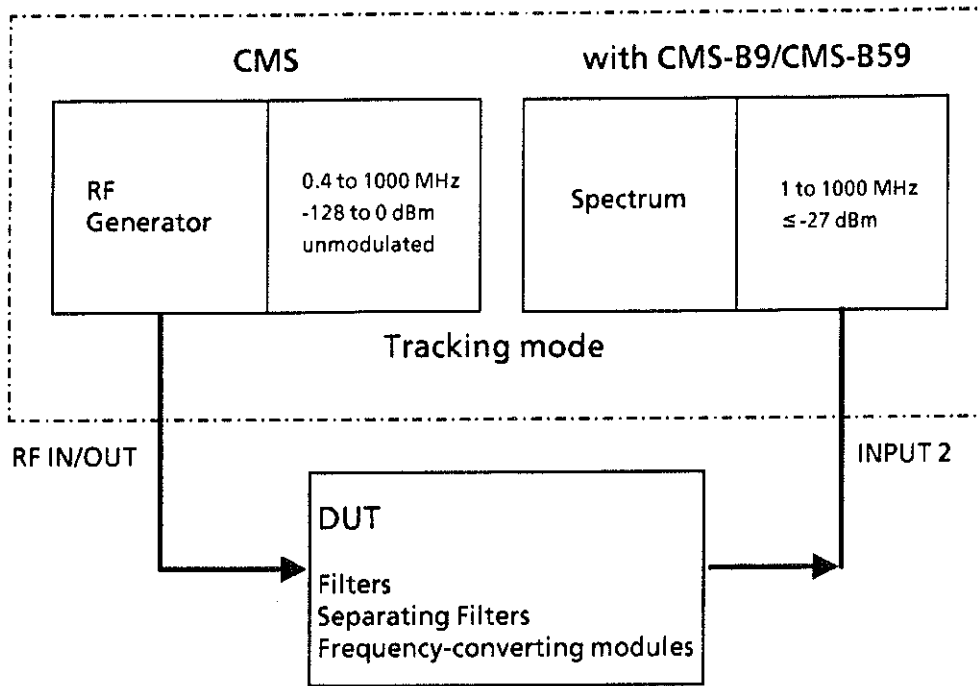 CMS
with CMS-B9/CMS-B59
RF
Generator
0.4 to 1000 MHz
-128 to 0 dBm
unmodulated
Spectrum
1 to 1000 MHz
≤ -27 dBm
Tracking mode
RF IN/OUT
INPUT 2
DUT
Filters
Separating Filters
Frequency-converting modules